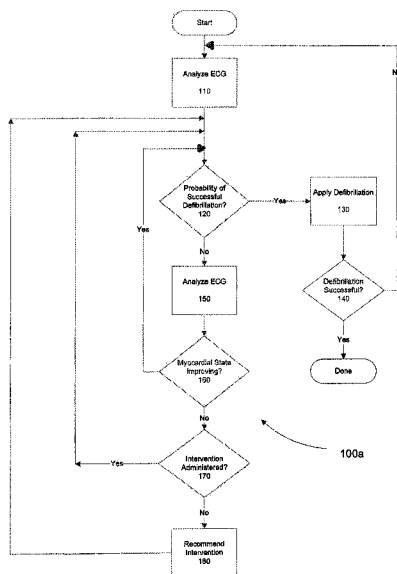 Start
Analyze ECG
110
Probability of
Successful
Defibrillation?
120
Yes
Apply Defibrillation
130
No
Yes
Defibrillation
Successful?
140
Analyze ECG
150
Yes
Done
Myocardial State
Improving?
160
No
100a
Intervention
Administered?
170
Yes
No
Recommend
Intervention
180
N